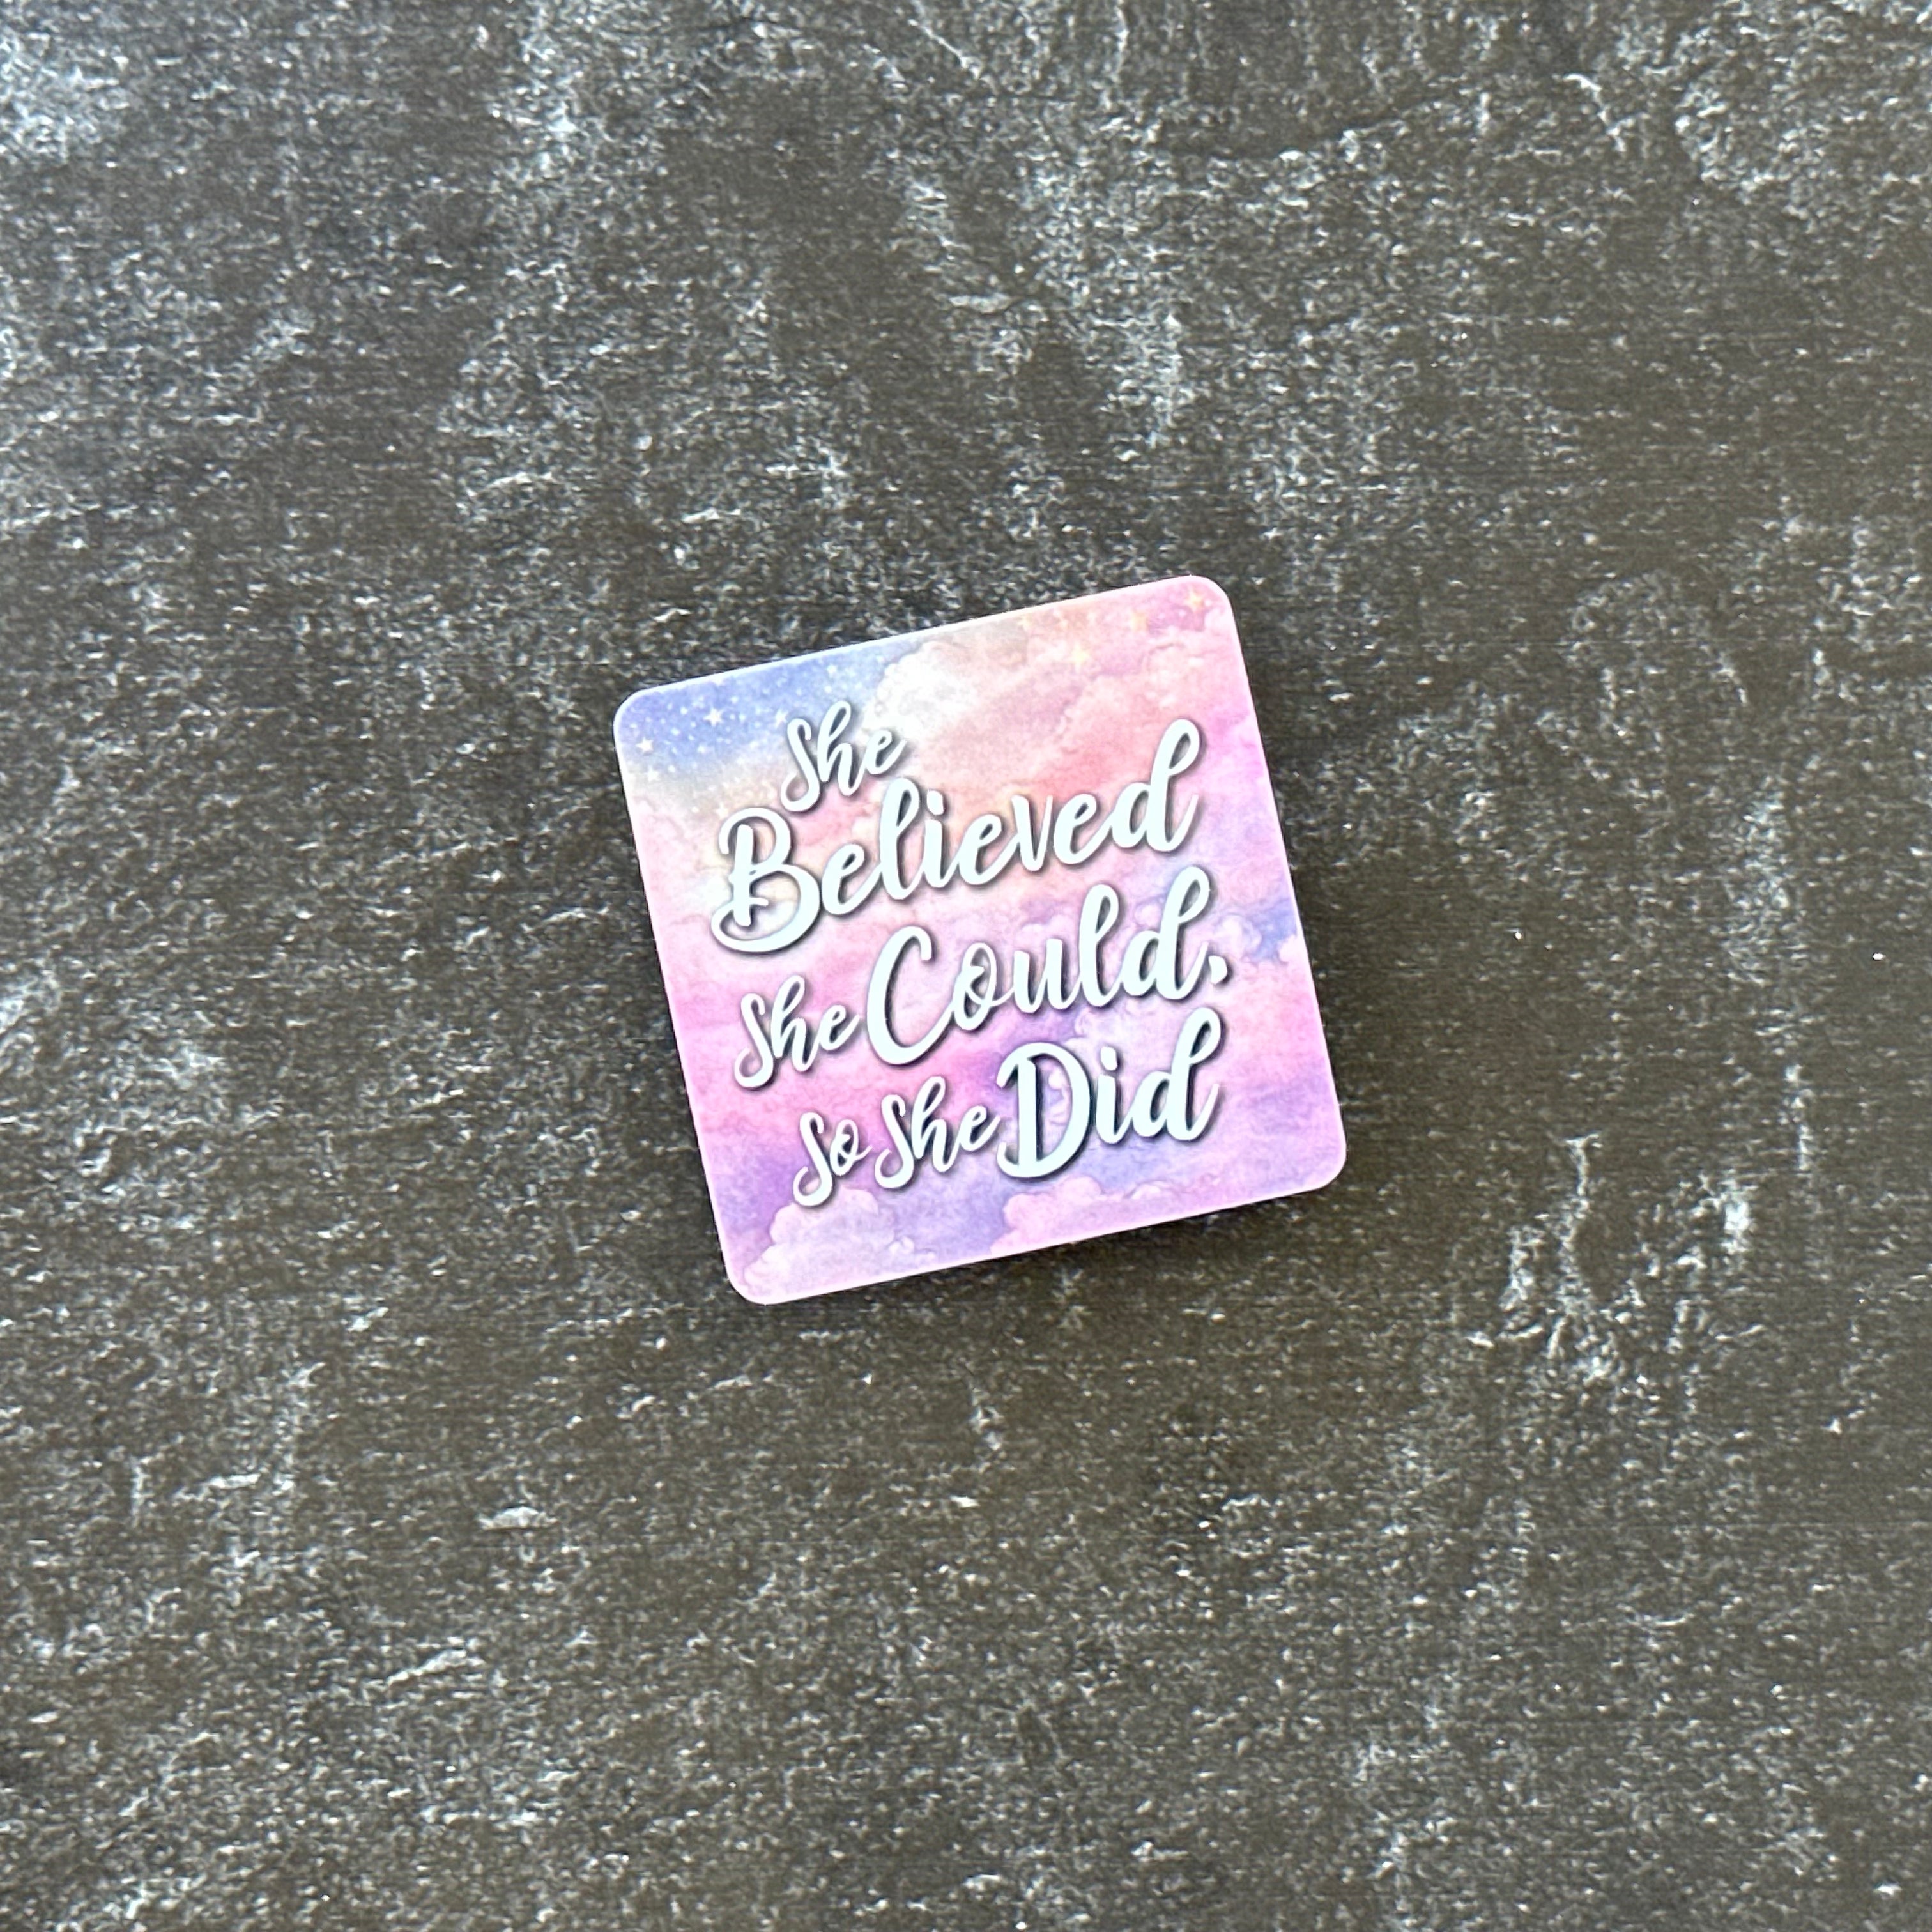 She
Believed
she Could,
so she Did